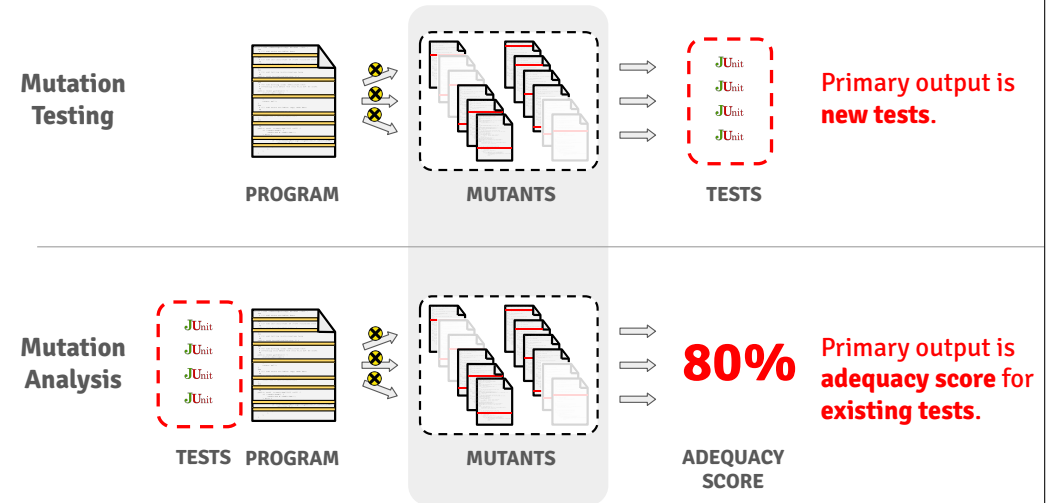 Mutation
Testing
JUnit
JUnit
JUnit
JUnit
Primary output is
new tests.
PROGRAM
MUTANTS
TESTS
Mutation
Analysis
JUnit
JUnit
JUnit
JUnit
80%
Primary output is
adequacy score for
existing tests.
TESTS
PROGRAM
MUTANTS
ADEQUACY
SCORE